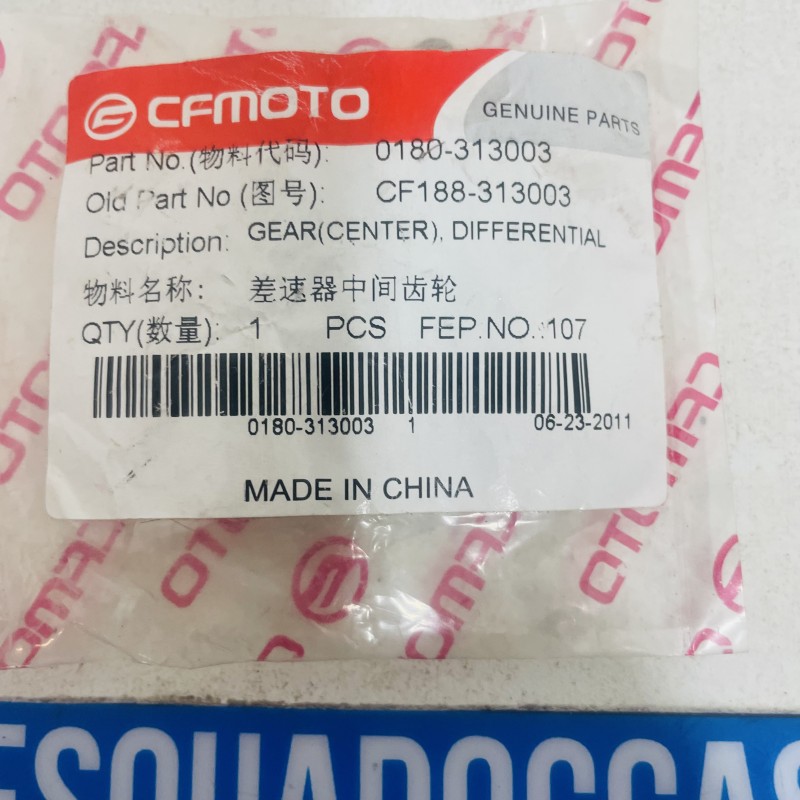 CFMOTO
GENUINE PARTS
Part No.(物料代码): 0180-313003
Old Part No (图号): CF188-313003
Description: GEAR(CENTER), DIFFERENTIAL
物料名称: 差速器中间齿轮
QTY(数量): 1 PCS FEP.NO.:107
0180-313003 1 06-23-2011
MADE IN CHINA
ESQUADOCCAS